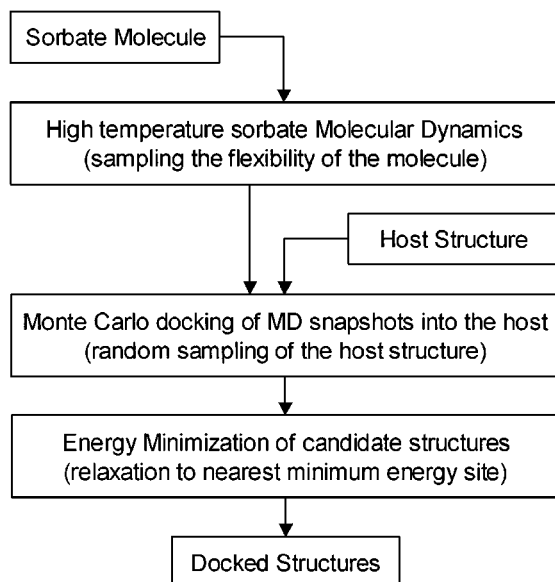 Sorbate Molecule
High temperature sorbate Molecular Dynamics
(sampling the flexibility of the molecule)
Host Structure
Monte Carlo docking of MD snapshots into the host
(random sampling of the host structure)
Energy Minimization of candidate structures
(relaxation to nearest minimum energy site)
Docked Structures